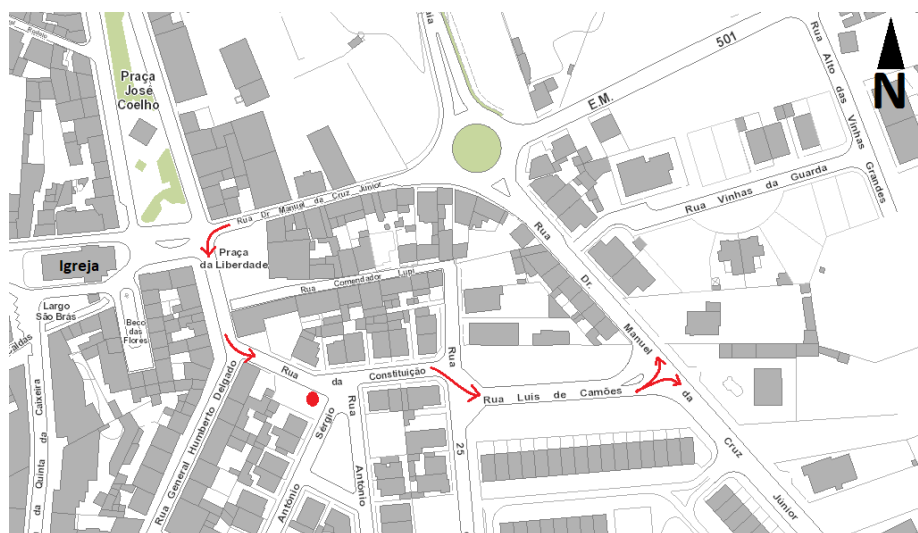 Praça
José
Coelho
E.M.
501
Rua Alto das Vinhas Grandes
N
Rua Vinhas da Guarda
Rua Dr Manuel da Cruz Júnior
Praça
da Liberdade
Igreja
Rua Comendador Lupi
Largo
São Brás
Beco
das
Flores
Caldas
Rua Dr. Manuel da Cruz Júnior
Rua da Constituição
Rua 25
Rua Luís de Camões
Rua General Humberto Delgado
Rua António
António Sérgio
da Quinta da Caixeira